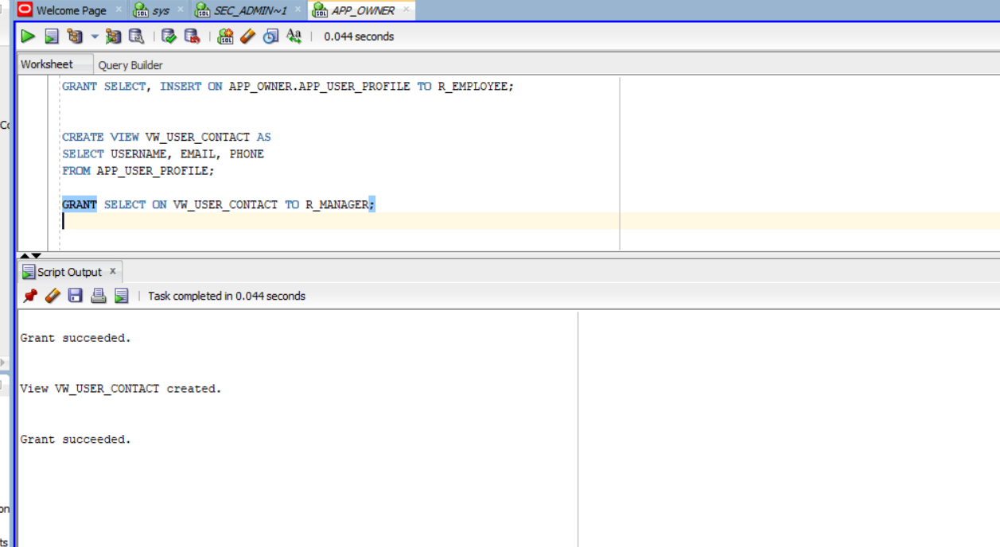 Welcome Page
sys
SEC_ADMIN~1
APP_OWNER
0.044 seconds
Worksheet
Query Builder
GRANT SELECT, INSERT ON APP_OWNER.APP_USER_PROFILE TO R_EMPLOYEE;
CREATE VIEW VW_USER_CONTACT AS
SELECT USERNAME, EMAIL, PHONE
FROM APP_USER_PROFILE;
GRANT SELECT ON VW_USER_CONTACT TO R_MANAGER;
Script Output
Task completed in 0.044 seconds
Grant succeeded.
View VW_USER_CONTACT created.
Grant succeeded.